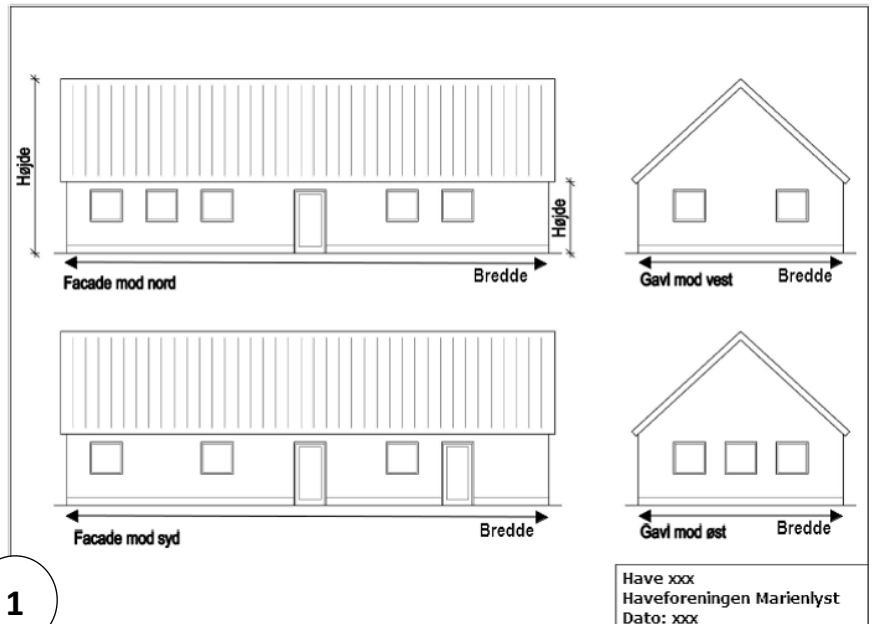 Højde
Højde
Facade mod nord
Bredde
Gavl mod vest
Bredde
Facade mod syd
Bredde
Gavl mod øst
Bredde
1
Have xxx
Haveforeningen Marienlyst
Dato: xxx